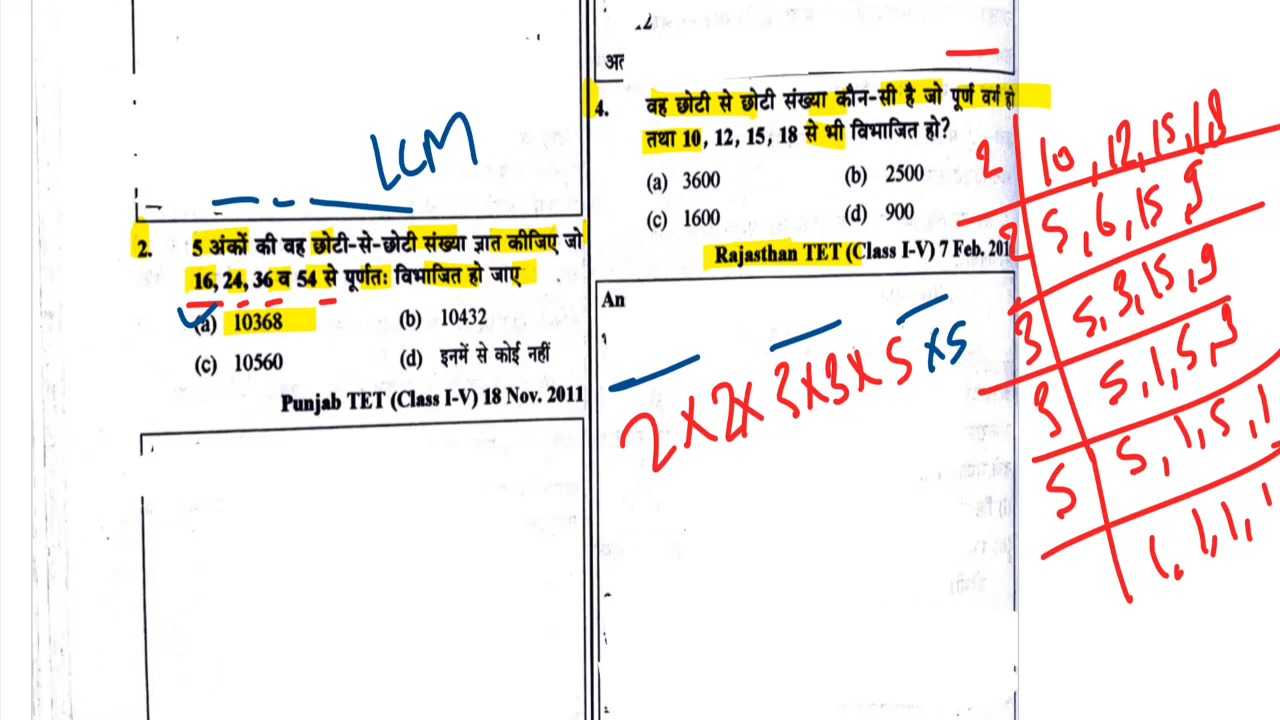 LCM
2. 5 अंकों की वह छोटी-से-छोटी संख्या ज्ञात कीजिए जो
16, 24, 36 व 54 से पूर्णतः विभाजित हो जाए
(a) 10368 (b) 10432
(c) 10560 (d) इनमें से कोई नहीं
Punjab TET (Class I-V) 18 Nov. 2011
4. वह छोटी से छोटी संख्या कौन-सी है जो पूर्ण वर्ग हो
तथा 10, 12, 15, 18 से भी विभाजित हो?
(a) 3600 (b) 2500
(c) 1600 (d) 900
Rajasthan TET (Class I-V) 7 Feb. 201
An
2×2×3×3×5×5
2 10, 12, 15, 18
2 5, 6, 15, 9
3 5, 3, 15, 9
3 5, 1, 5, 3
5 5, 1, 5, 1
1, 1, 1, 1